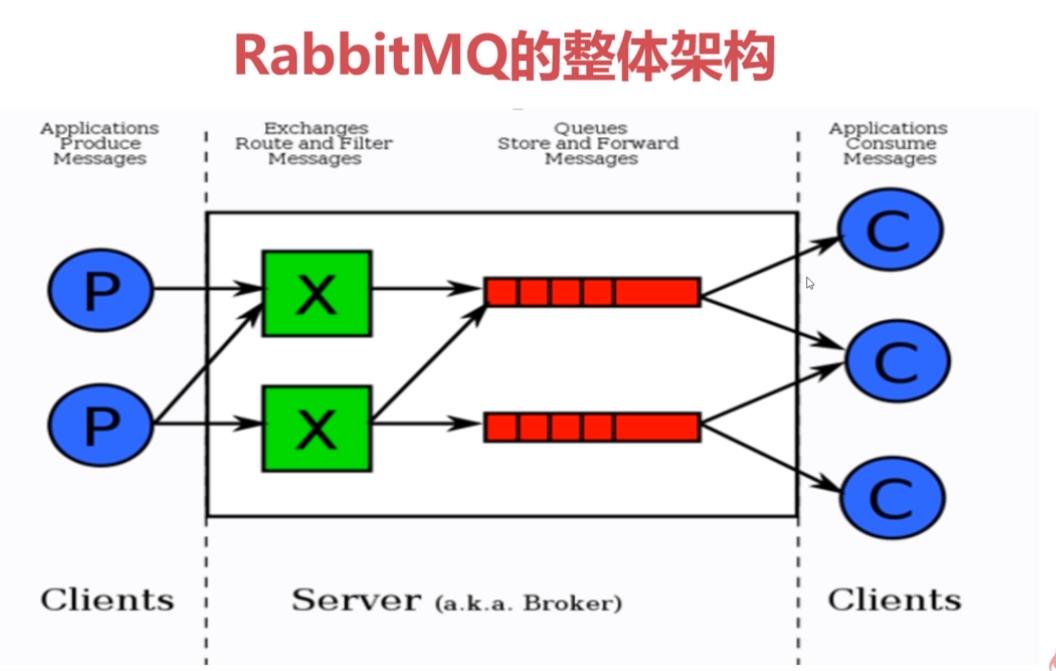 RabbitMQ的整体架构
Applications
Produce
Messages
Exchanges
Route and Filter
Messages
Queues
Store and Forward
Messages
Applications
Consume
Messages
P
X
C
C
P
X
C
Clients
Server (a.k.a. Broker)
Clients